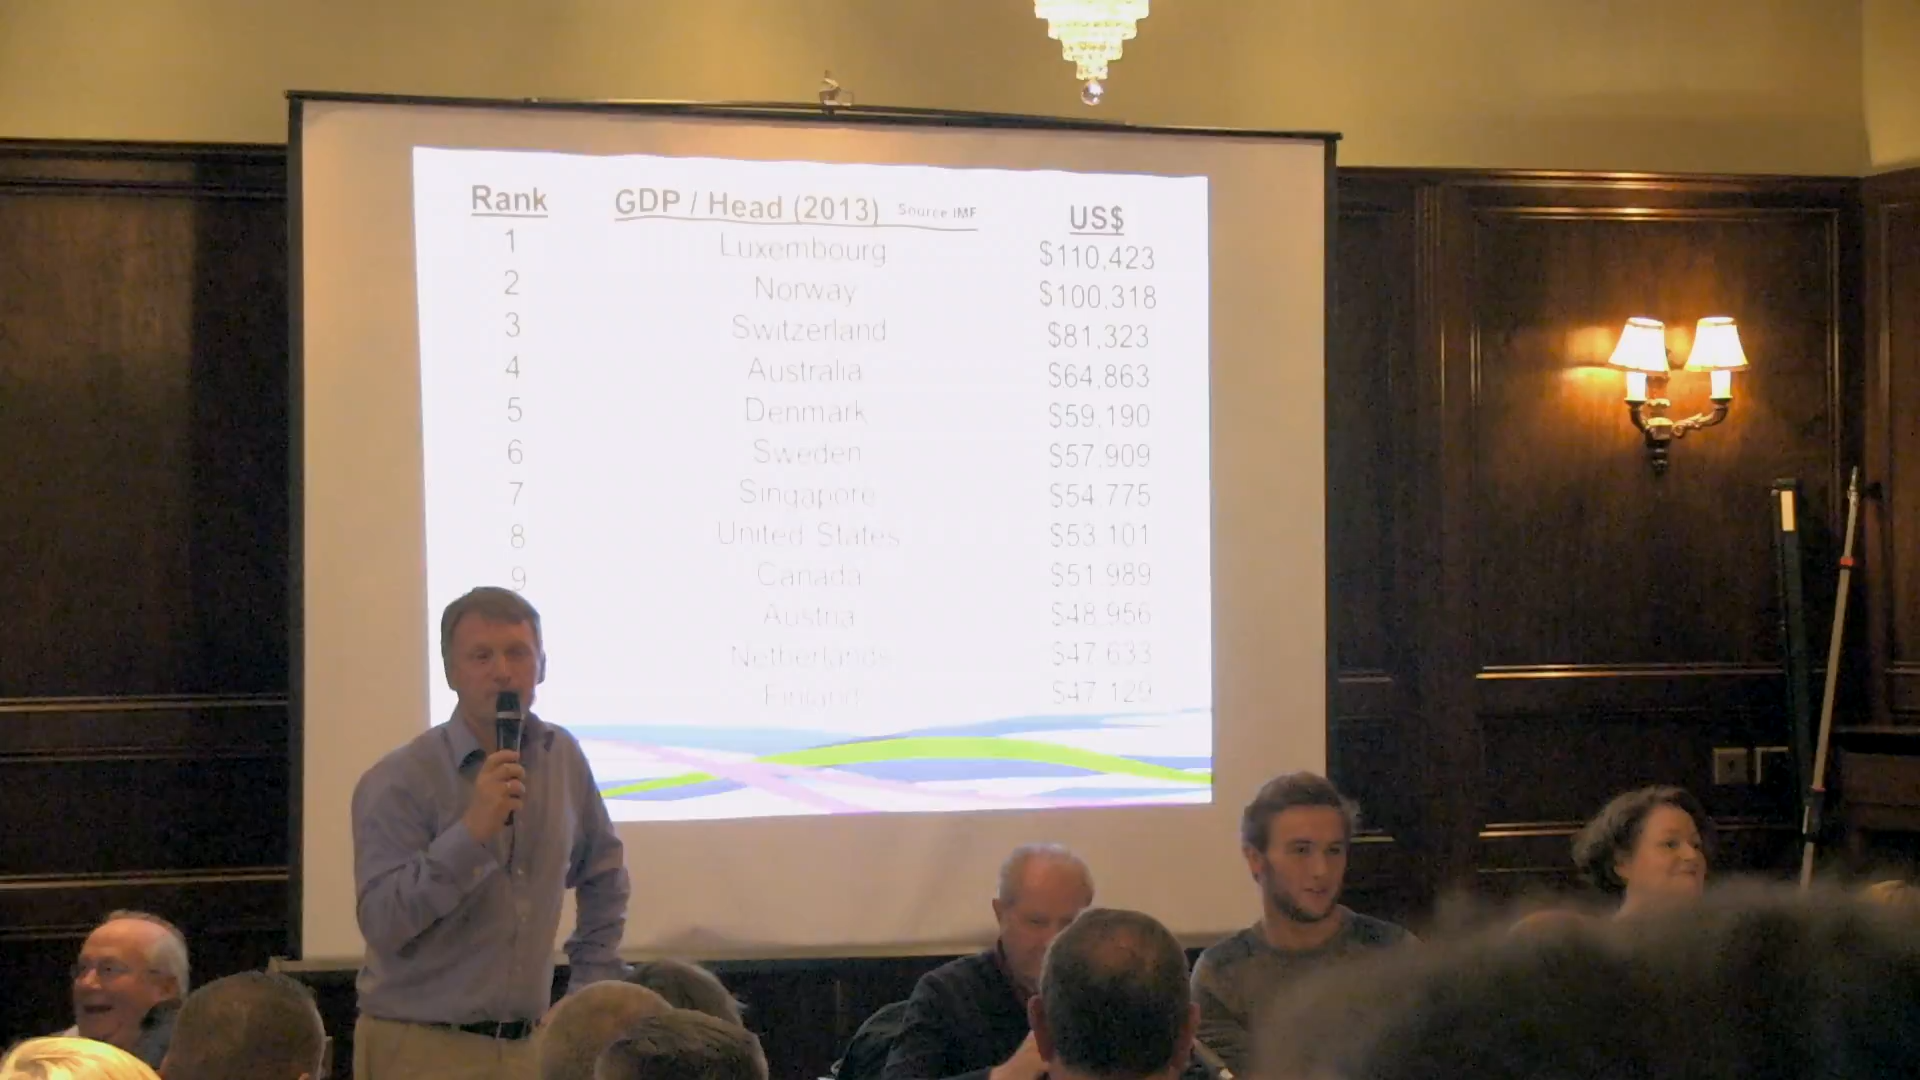 Rank GDP / Head (2013) Source IMF US$
1 Luxembourg $110,423
2 Norway $100,318
3 Switzerland $81,323
4 Australia $64,863
5 Denmark $59,190
6 Sweden $57,909
7 Singapore $54,775
8 United States $53,101
9 Canada $51,989
Austria $48,956
Netherlands $47,633
Finland $47,129